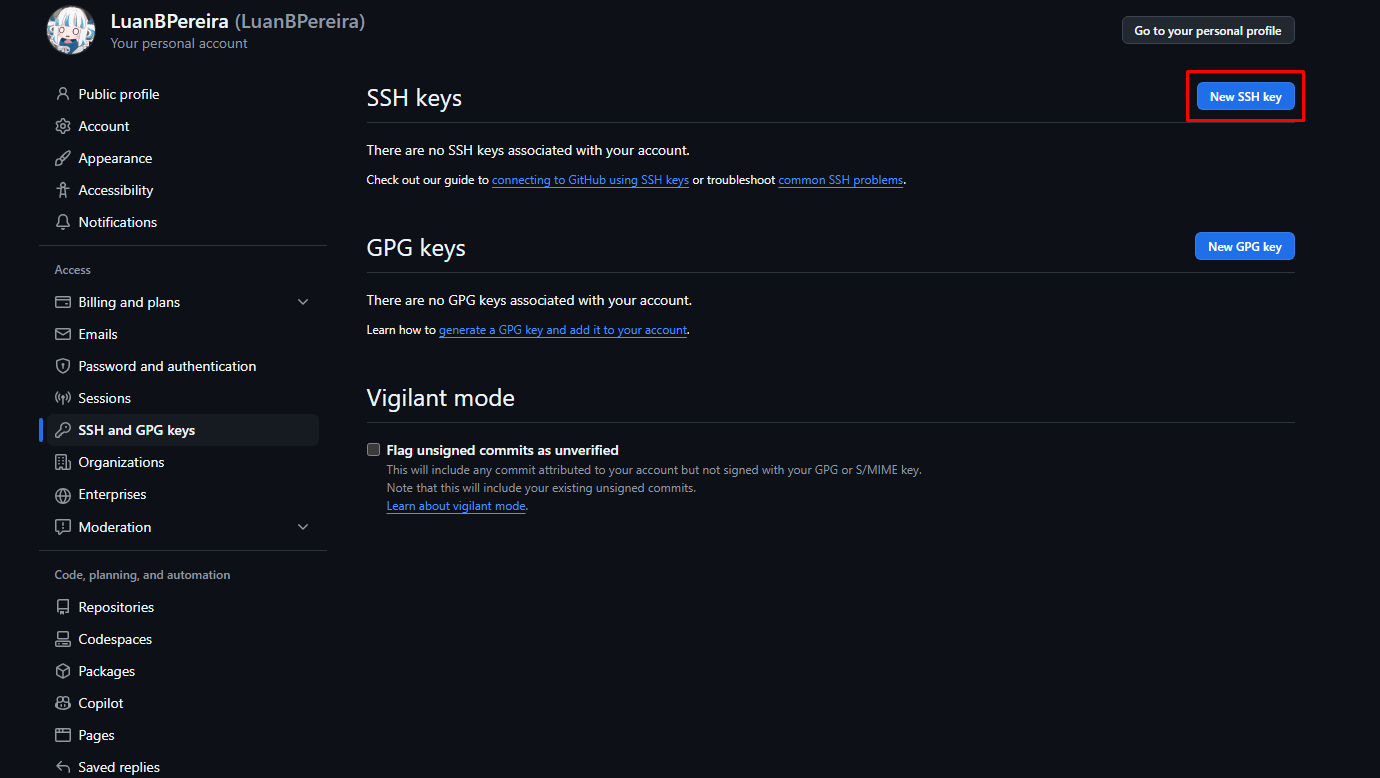 LuanBPereira (LuanBPereira)
Your personal account
Go to your personal profile
Public profile
Account
Appearance
Accessibility
Notifications
Access
Billing and plans
Emails
Password and authentication
Sessions
SSH and GPG keys
Organizations
Enterprises
Moderation
Code, planning, and automation
Repositories
Codespaces
Packages
Copilot
Pages
Saved replies
SSH keys
New SSH key
There are no SSH keys associated with your account.
Check out our guide to connecting to GitHub using SSH keys or troubleshoot common SSH problems.
GPG keys
New GPG key
There are no GPG keys associated with your account.
Learn how to generate a GPG key and add it to your account.
Vigilant mode
Flag unsigned commits as unverified
This will include any commit attributed to your account but not signed with your GPG or S/MIME key.
Note that this will include your existing unsigned commits.
Learn about vigilant mode.